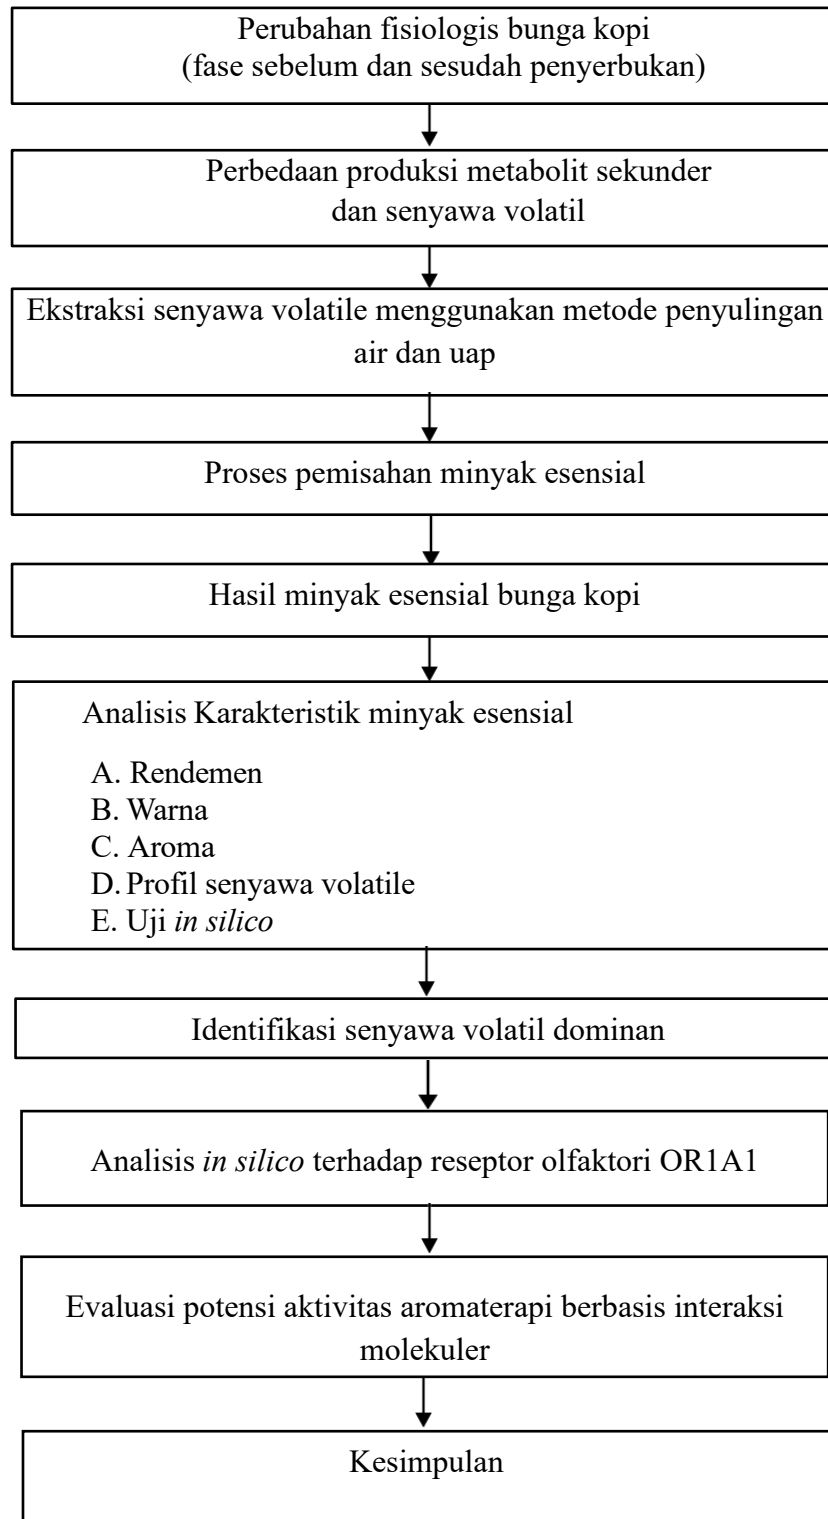 Perubahan fisiologis bunga kopi
(fase sebelum dan sesudah penyerbukan)
Perbedaan produksi metabolit sekunder
dan senyawa volatil
Ekstraksi senyawa volatile menggunakan metode penyulingan
air dan uap
Proses pemisahan minyak esensial
Hasil minyak esensial bunga kopi
Analisis Karakteristik minyak esensial
A. Rendemen
B. Warna
C. Aroma
D. Profil senyawa volatile
E. Uji in silico
Identifikasi senyawa volatil dominan
Analisis in silico terhadap reseptor olfaktori OR1A1
Evaluasi potensi aktivitas aromaterapi berbasis interaksi
molekuler
Kesimpulan